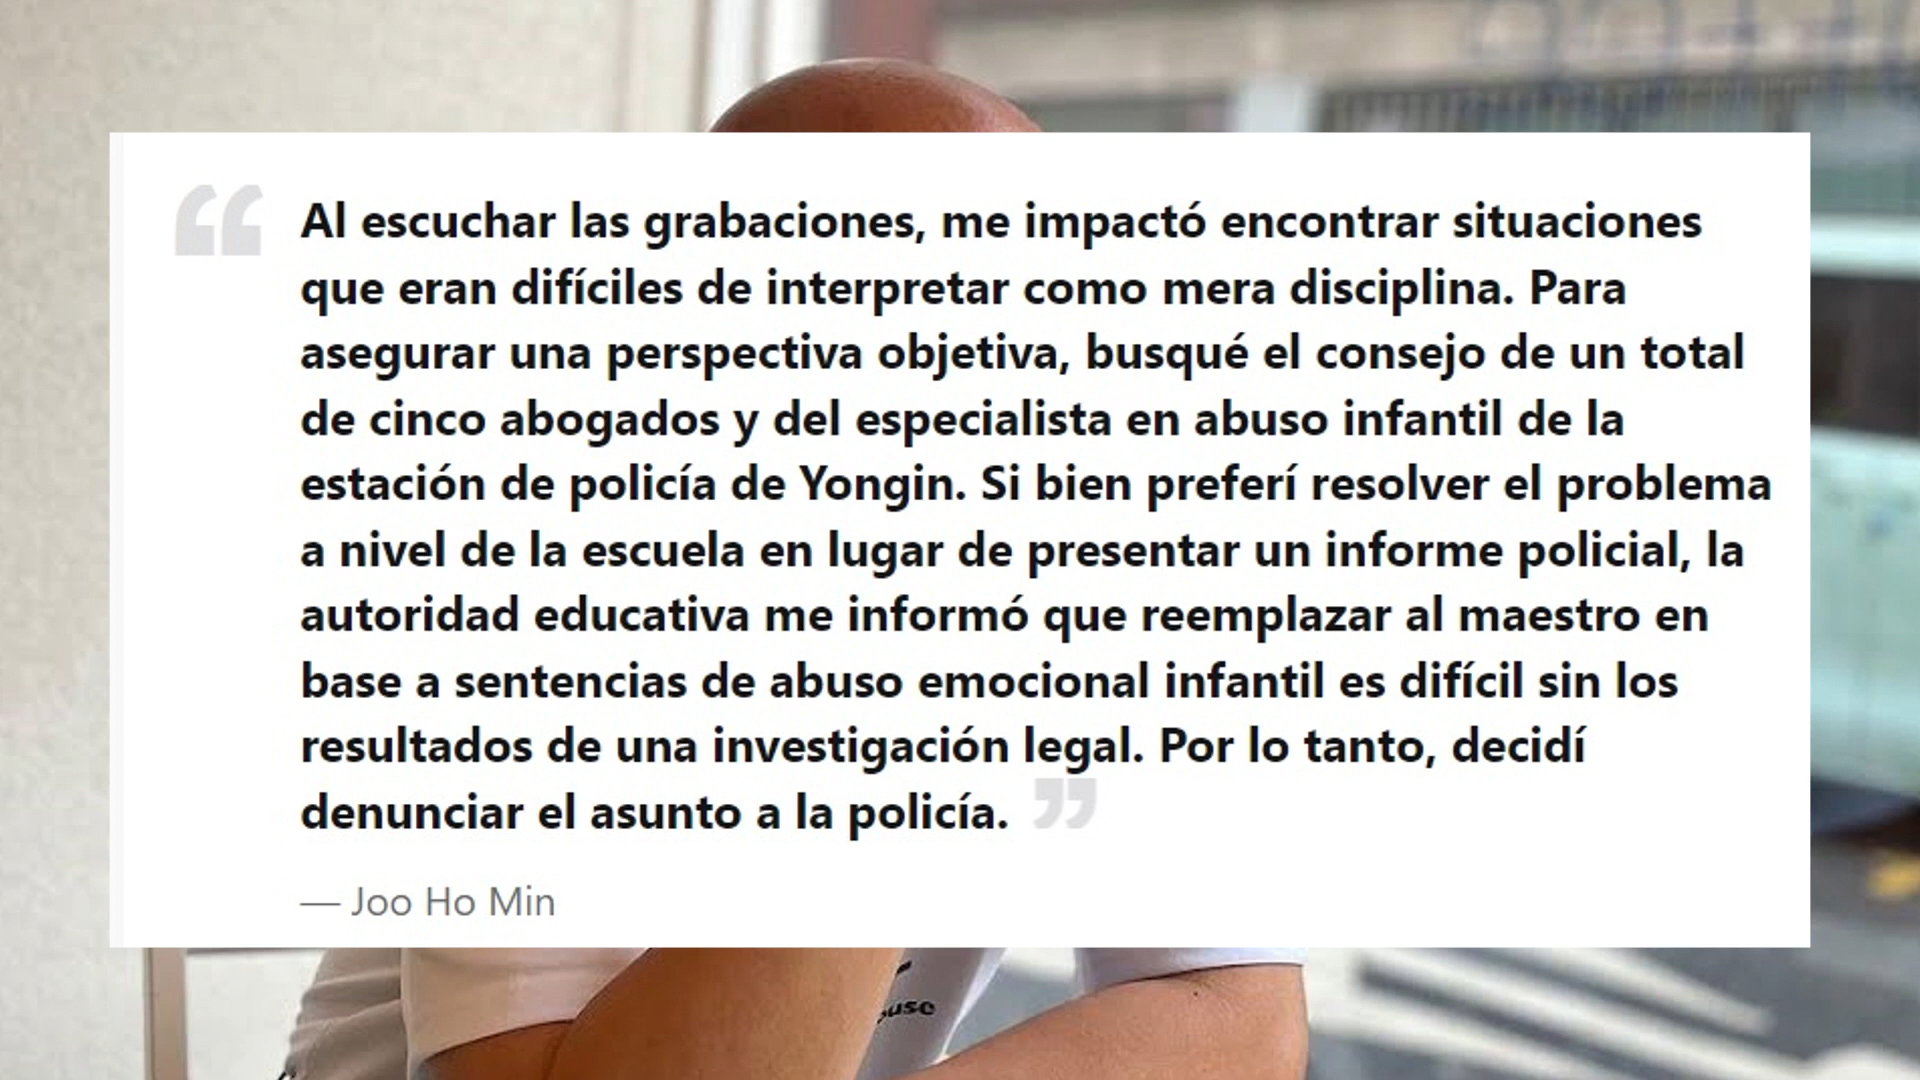 “ Al escuchar las grabaciones, me impactó encontrar situaciones
que eran difíciles de interpretar como mera disciplina. Para
asegurar una perspectiva objetiva, busqué el consejo de un total
de cinco abogados y del especialista en abuso infantil de la
estación de policía de Yongin. Si bien preferí resolver el problema
a nivel de la escuela en lugar de presentar un informe policial, la
autoridad educativa me informó que reemplazar al maestro en
base a sentencias de abuso emocional infantil es difícil sin los
resultados de una investigación legal. Por lo tanto, decidí
denunciar el asunto a la policía. ”
— Joo Ho Min